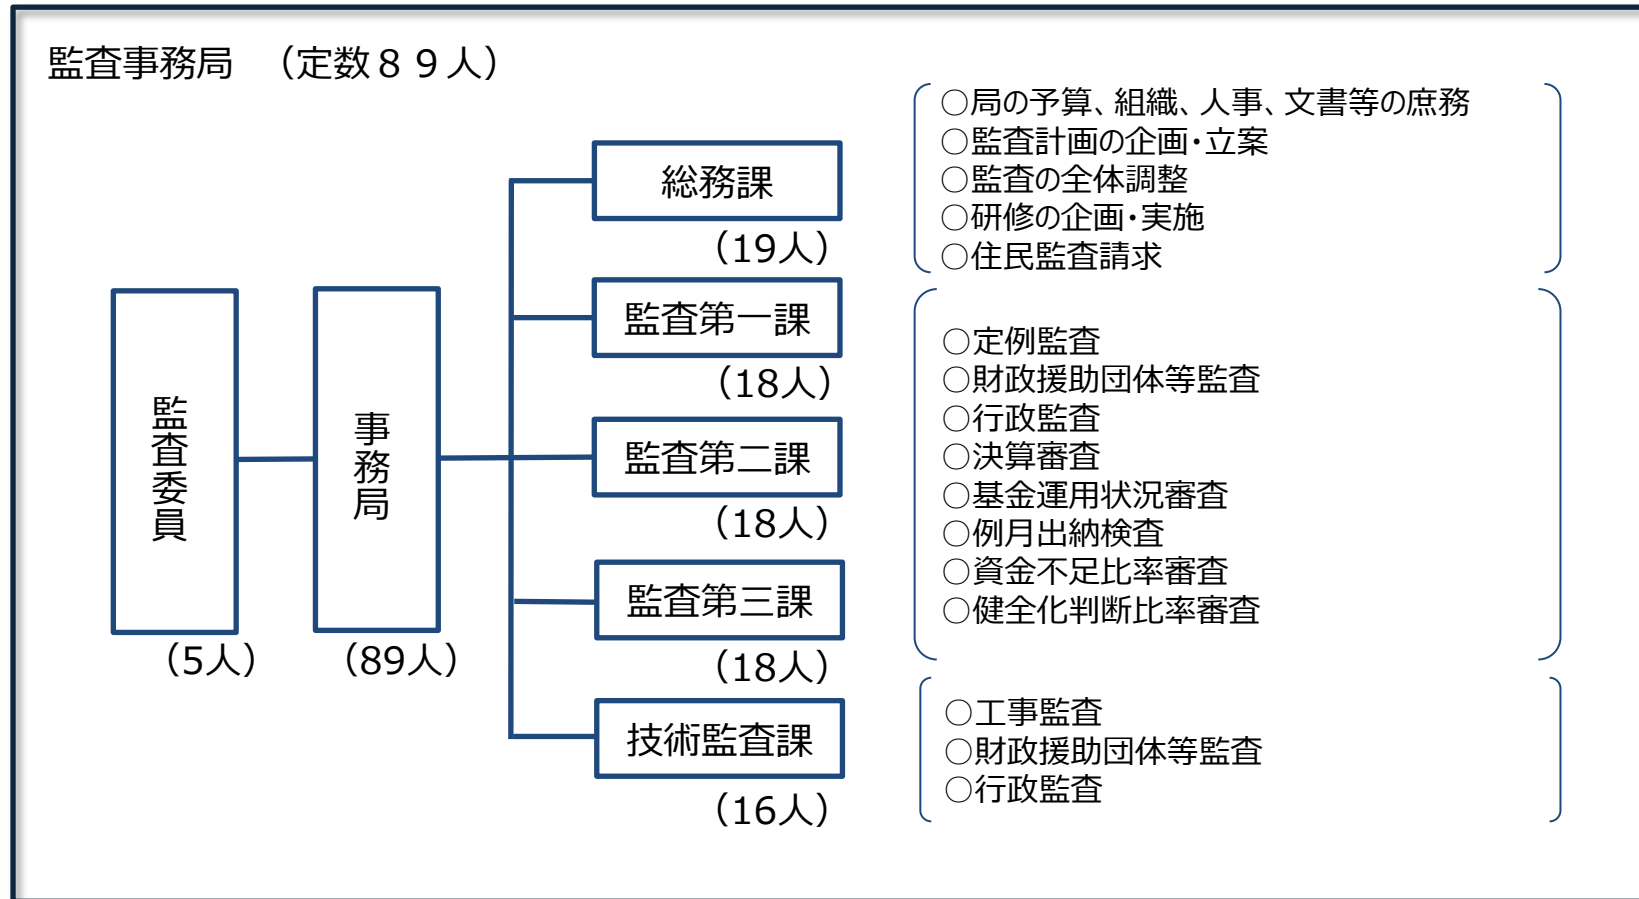 監査事務局　（定数８９人）
監査委員
（5人）
事務局
（89人）
総務課
（19人）
○局の予算、組織、人事、文書等の庶務
○監査計画の企画・立案
○監査の全体調整
○研修の企画・実施
○住民監査請求
監査第一課
（18人）
監査第二課
（18人）
監査第三課
（18人）
○定例監査
○財政援助団体等監査
○行政監査
○決算審査
○基金運用状況審査
○例月出納検査
○資金不足比率審査
○健全化判断比率審査
技術監査課
（16人）
○工事監査
○財政援助団体等監査
○行政監査